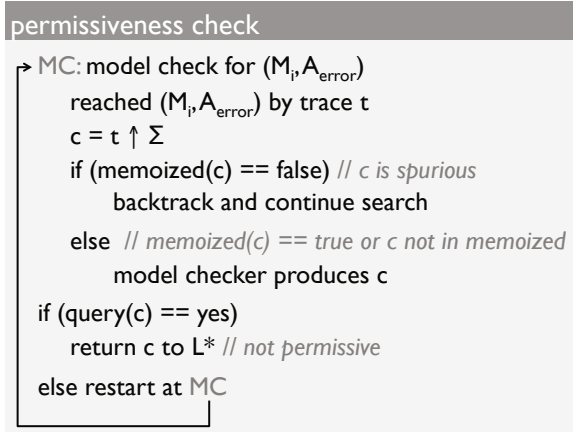 permissiveness check
MC: model check for (Mᵢ,A_error)
reached (Mᵢ,A_error) by trace t
c = t ↑ Σ
if (memoized(c) == false) // c is spurious
backtrack and continue search
else // memoized(c) == true or c not in memoized
model checker produces c
if (query(c) == yes)
return c to L* // not permissive
else restart at MC